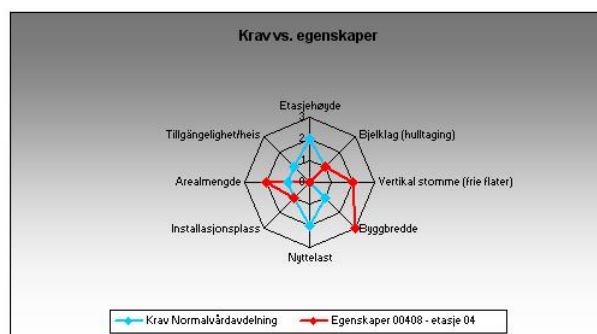 Krav vs. egenskaper
Etasjehøyde
3
2
1
0
Tillgängelighet/heis
Bjelklag (hulltaging)
Arealmengde
Vertikal stomme (frie flater)
Installasjonsplass
Byggbredde
Nyttelast
Krav Normalvårdavdelning
Egenskaper 00408 - etasje 04